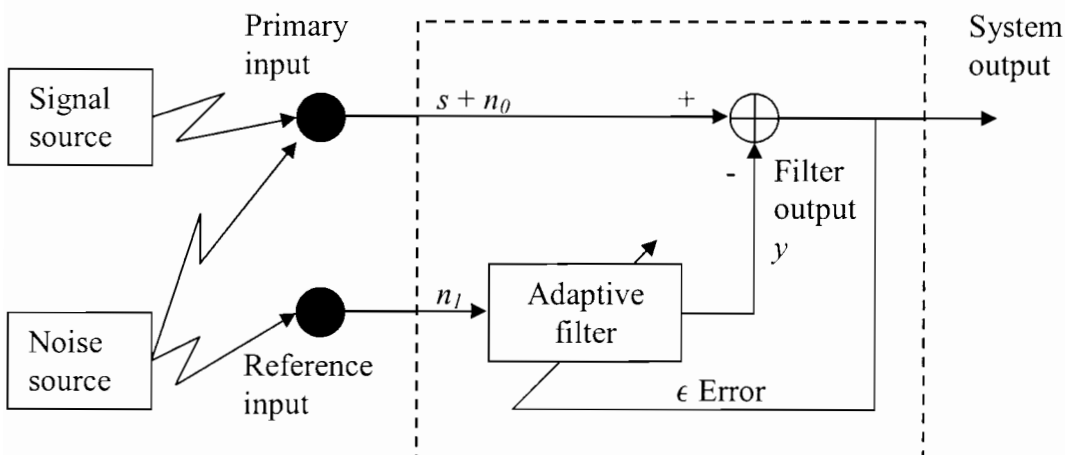 Primary
input
System
output
Signal
source
s + n₀
+
-
Filter
output
y
n₁
Adaptive
filter
Noise
source
Reference
input
ϵ Error